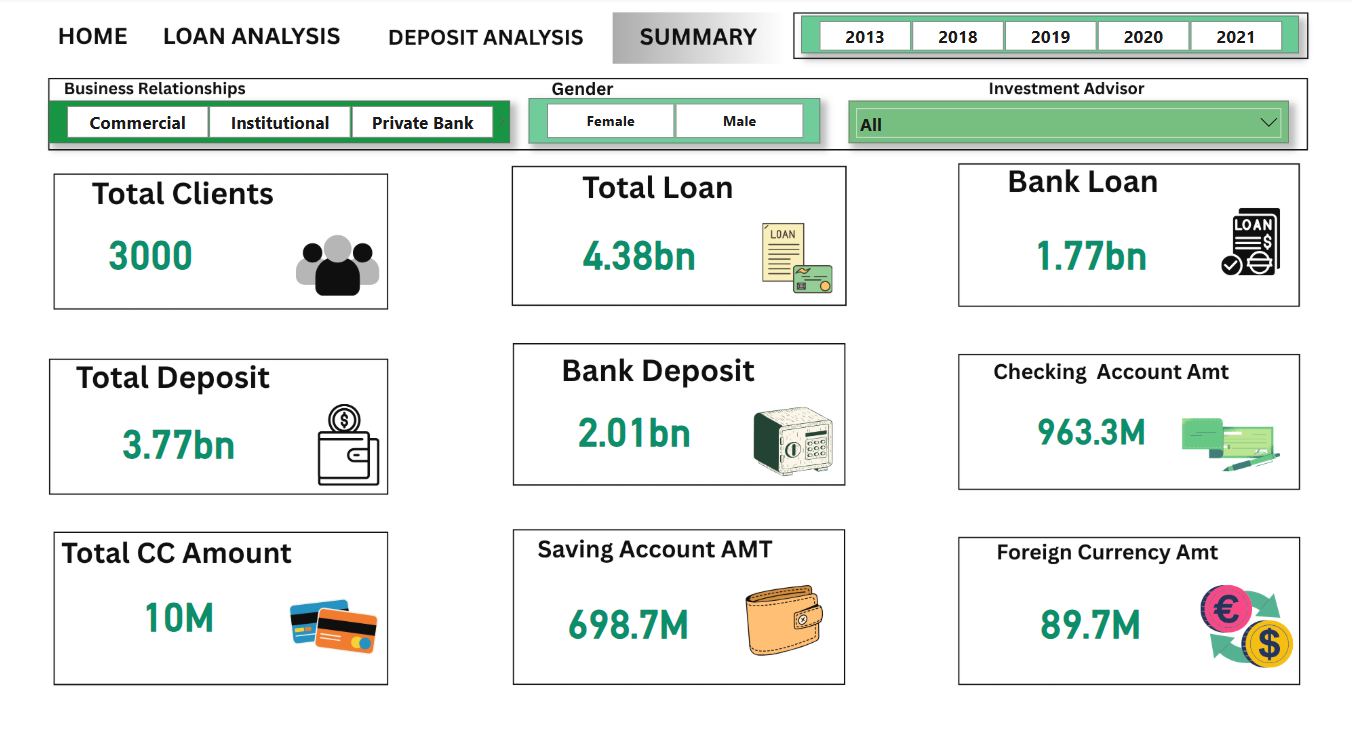 HOME LOAN ANALYSIS DEPOSIT ANALYSIS SUMMARY 2013 2018 2019 2020 2021
Business Relationships Gender Investment Advisor
Commercial Institutional Private Bank Female Male All
Total Clients
3000
Total Loan
4.38bn
LOAN
Bank Loan
1.77bn
LOAN
$
Total Deposit
3.77bn
$
Bank Deposit
2.01bn
Checking  Account Amt
963.3M
Total CC Amount
10M
Saving Account AMT
698.7M
Foreign Currency Amt
89.7M
€
$